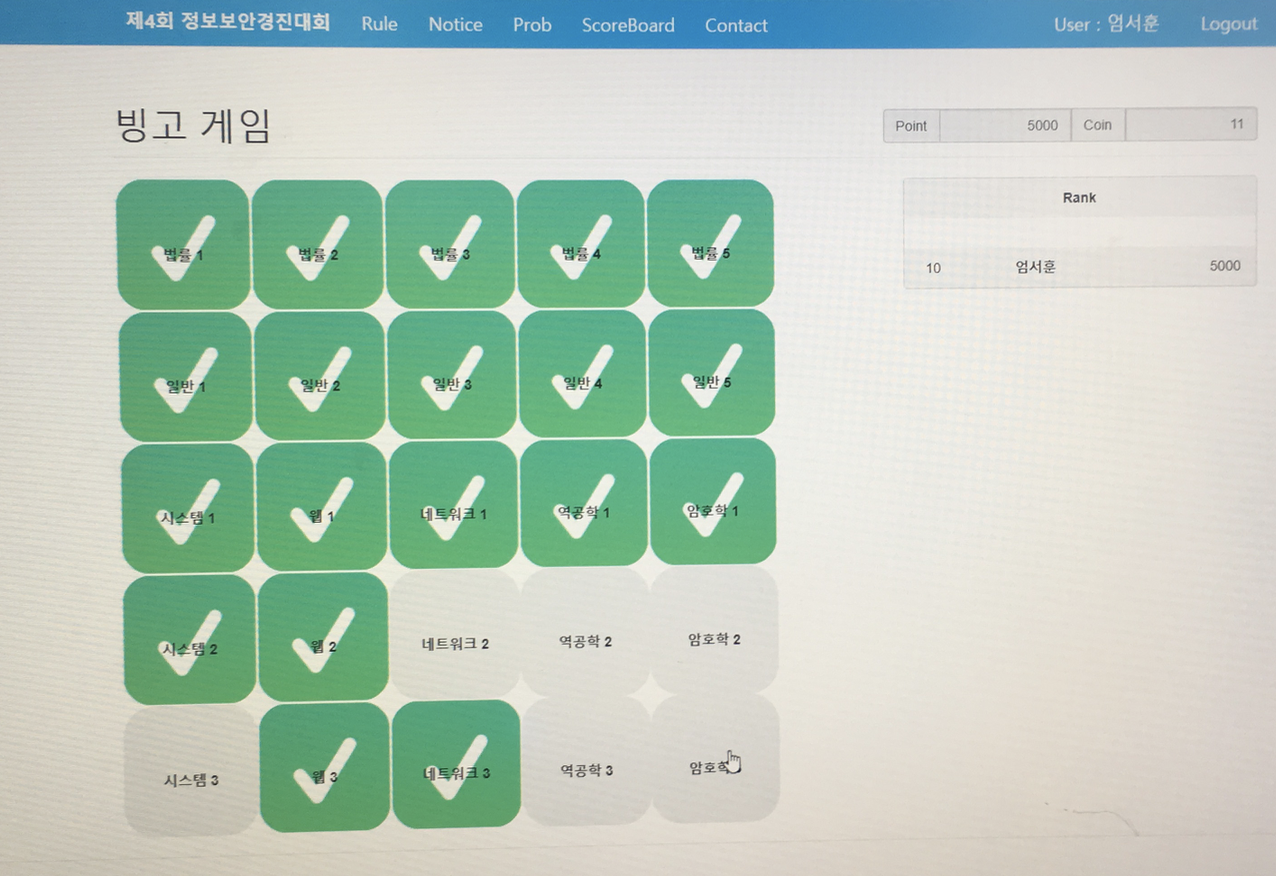 제4회 정보보안경진대회 Rule Notice Prob ScoreBoard Contact User : 엄서훈 Logout
빙고 게임
Point 5000 Coin 11
Rank
10 엄서훈 5000
법률 1 법률 2 법률 3 법률 4 법률 5
일반 1 일반 2 일반 3 일반 4 일반 5
시스템 1 웹 1 네트워크 1 역공학 1 암호학 1
시스템 2 웹 2 네트워크 2 역공학 2 암호학 2
시스템 3 웹 3 네트워크 3 역공학 3 암호학